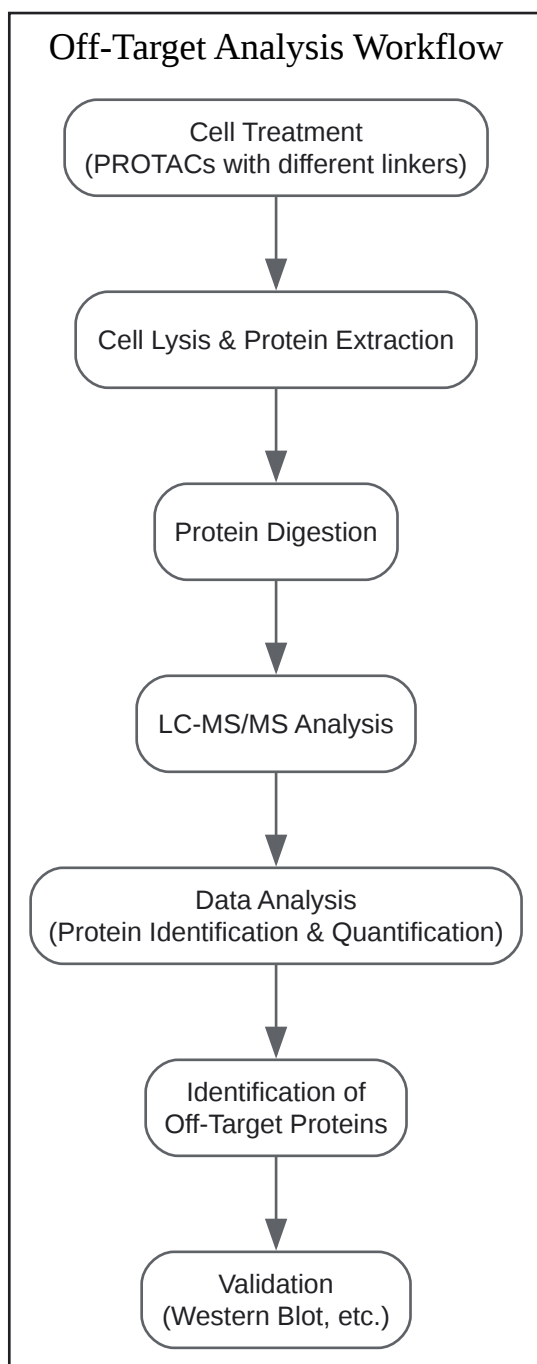 Off-Target Analysis Workflow
Cell Treatment
(PROTACs with different linkers)
Cell Lysis & Protein Extraction
Protein Digestion
LC-MS/MS Analysis
Data Analysis
(Protein Identification & Quantification)
Identification of
Off-Target Proteins
Validation
(Western Blot, etc.)